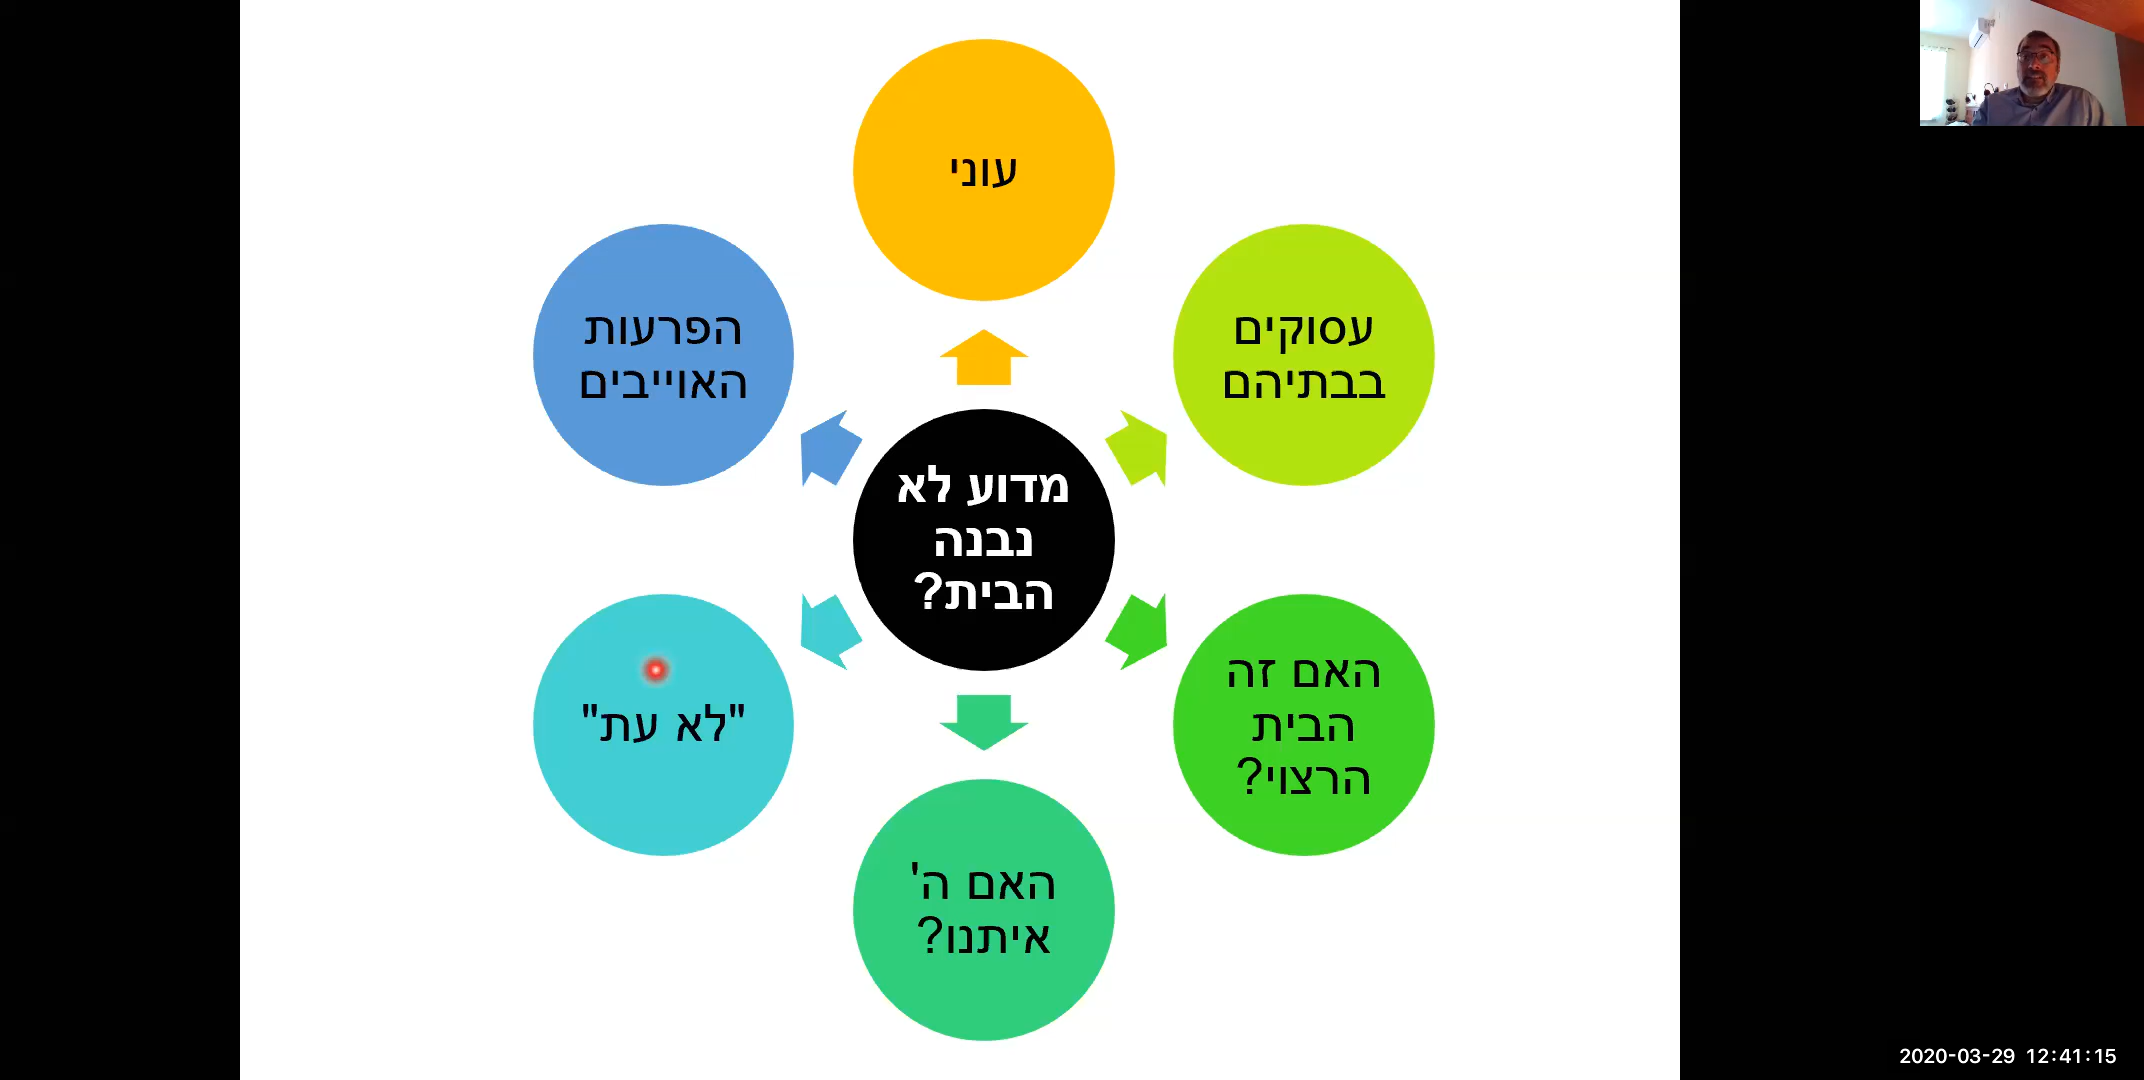 עוני
עסוקים
בבתיהם
האם זה
הבית
הרצוי?
האם ה'
איתנו?
"לא עת"
הפרעות
האוייבים
מדוע לא
נבנה
הבית?
2020-03-29 12:41:15